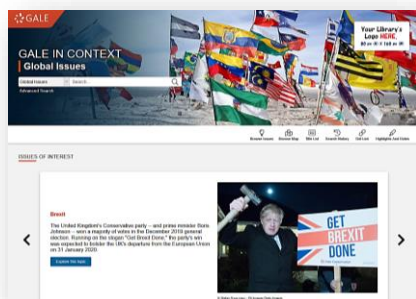 GALE
Your Library's
Logo HERE.
GALE IN CONTEXT
Global Issues
Global Issues
Search...
Advanced Search
Browse Issues
Browse Map
Title List
Search History
Get Link
Highlights And Notes
ISSUES OF INTEREST
Brexit
The United Kingdom's Conservative party – and prime minister Boris
Johnson – won a majority of votes in the December 2019 general
election. Running on the slogan "Get Brexit Done," the party's win
was expected to bolster the UK's departure from the European Union
on 31 January 2020.
Explore this topic
GET
BREXIT
DONE